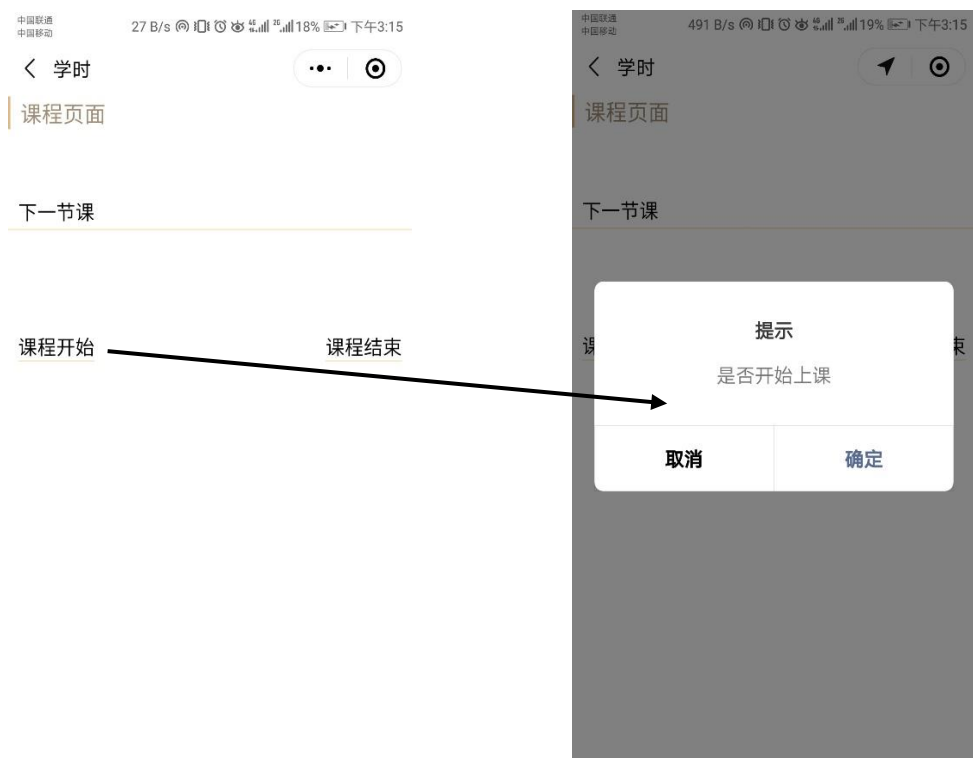 中国联通
中国移动
27 B/s
18%
下午3:15
学时
课程页面
下一节课
课程开始
课程结束
中国联通
中国移动
491 B/s
19%
下午3:15
学时
课程页面
下一节课
课
束
提示
是否开始上课
取消
确定